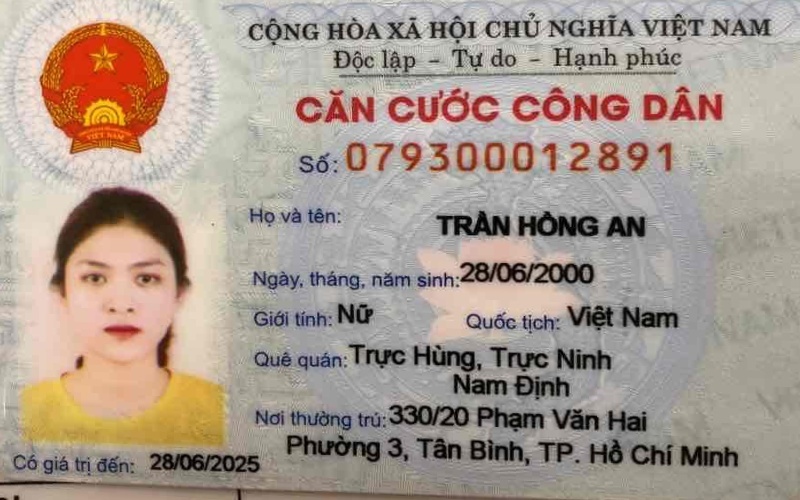 CỘNG HÒA XÃ HỘI CHỦ NGHĨA VIỆT NAM
Độc lập - Tự do - Hạnh phúc
CĂN CƯỚC CÔNG DÂN
Số: 079300012891
Họ và tên: TRẦN HỒNG AN
Ngày, tháng, năm sinh: 28/06/2000
Giới tính: Nữ Quốc tịch: Việt Nam
Quê quán: Trực Hùng, Trực Ninh
Nam Định
Nơi thường trú: 330/20 Phạm Văn Hai
Phường 3, Tân Bình, TP. Hồ Chí Minh
Có giá trị đến: 28/06/2025